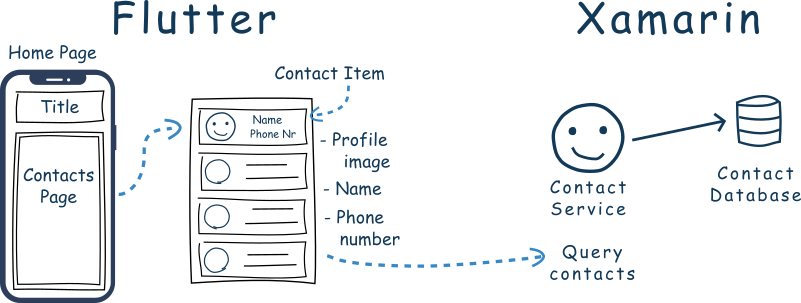 Flutter
Xamarin
Home Page
Title
Contacts
Page
Contact Item
Name
Phone Nr
- Profile
image
- Name
- Phone
number
Contact
Service
Contact
Database
Query
contacts